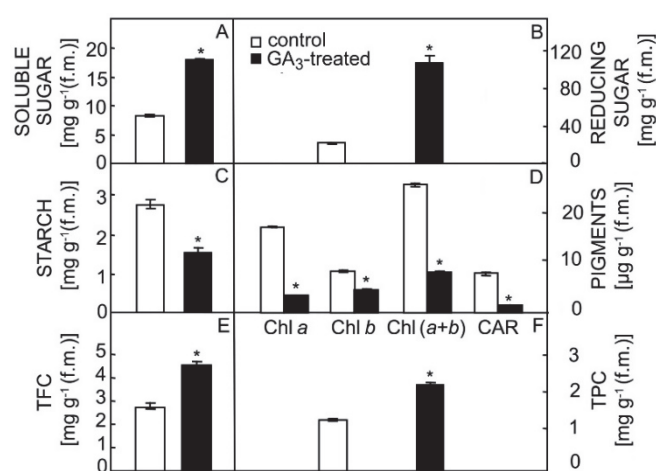 A
B
control
GA₃-treated
SOLUBLE
SUGAR
[mg g⁻¹(f.m.)]
20
15
10
5
0
*
*
120
80
40
0
REDUCING
SUGAR
[mg g⁻¹(f.m.)]
C
D
STARCH
[mg g⁻¹(f.m.)]
3
2
1
0
*
*
*
*
*
20
10
0
PIGMENTS
[µg g⁻¹(f.m.)]
Chl a
Chl b
Chl (a+b)
CAR
E
F
TFC
[mg g⁻¹(f.m.)]
5
4
3
2
1
0
*
*
3
2
1
0
TPC
[mg g⁻¹(f.m.)]